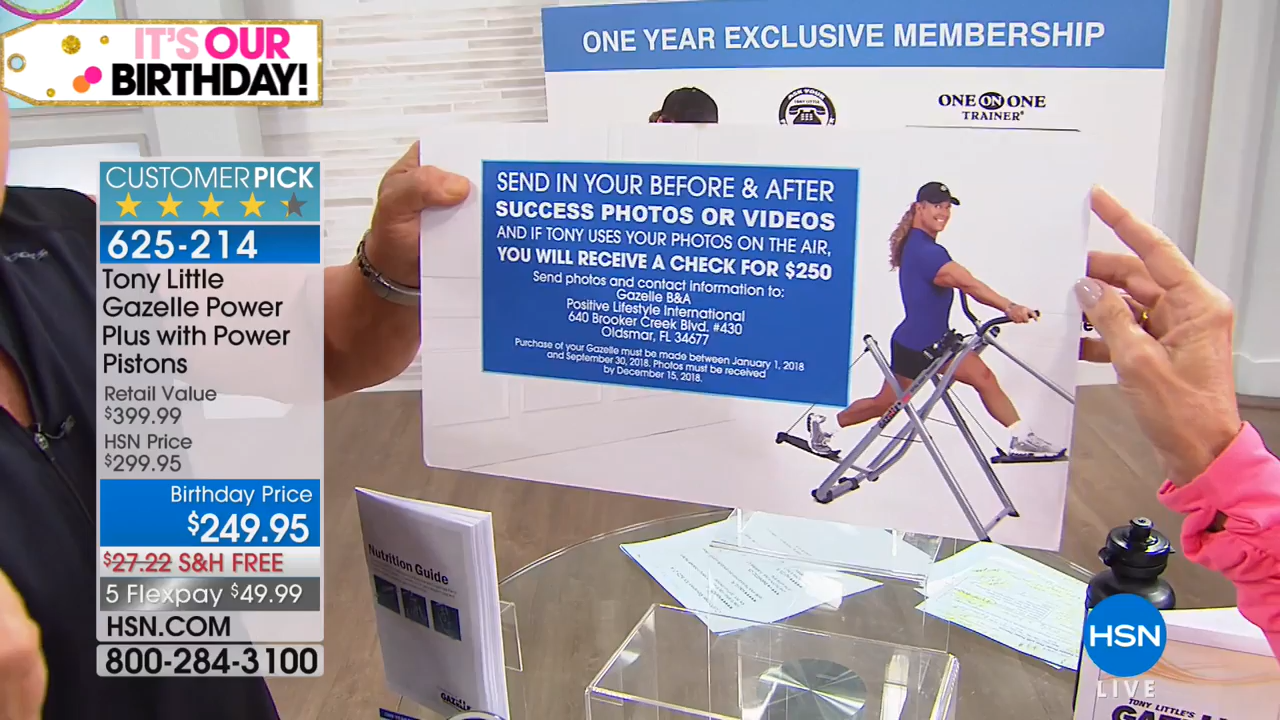 IT'S OUR
BIRTHDAY!
CUSTOMER PICK
625-214
Tony Little
Gazelle Power
Plus with Power
Pistons
Retail Value
$399.99
HSN Price
$299.95
Birthday Price
$249.95
$27.22 S&H FREE
5 Flexpay $49.99
HSN.COM
800-284-3100
ONE YEAR EXCLUSIVE MEMBERSHIP
ASK YOUR
TONY LITTLE
ONE ON ONE
TRAINER®
SEND IN YOUR BEFORE & AFTER
SUCCESS PHOTOS OR VIDEOS
AND IF TONY USES YOUR PHOTOS ON THE AIR,
YOU WILL RECEIVE A CHECK FOR $250
Send photos and contact information to:
Gazelle B&A
Positive Lifestyle International
640 Brooker Creek Blvd. #430
Oldsmar, FL 34677
Purchase of your Gazelle must be made between January 1, 2018
and September 30, 2018. Photos must be received
by December 15, 2018.
Nutrition Guide
HSN
LIVE
TONY LITTLE'S